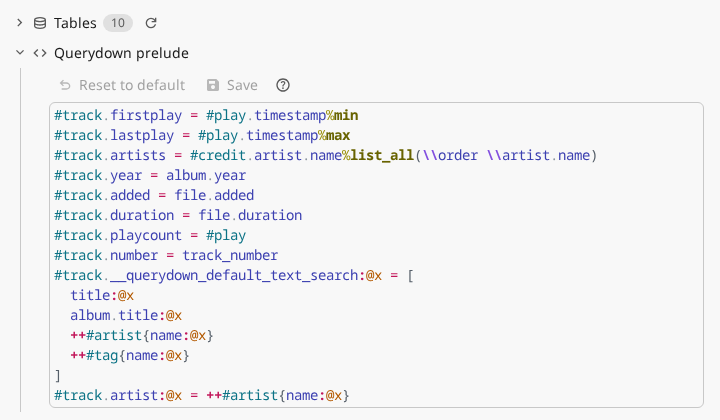 Tables 10
Querydown prelude
Reset to default Save
#track.firstplay = #play.timestamp%min
#track.lastplay = #play.timestamp%max
#track.artists = #credit.artist.name%list_all(\\order \\artist.name)
#track.year = album.year
#track.added = file.added
#track.duration = file.duration
#track.playcount = #play
#track.number = track_number
#track.__querydown_default_text_search:@x = [
  title:@x
  album.title:@x
  ++#artist{name:@x}
  ++#tag{name:@x}
]
#track.artist:@x = ++#artist{name:@x}